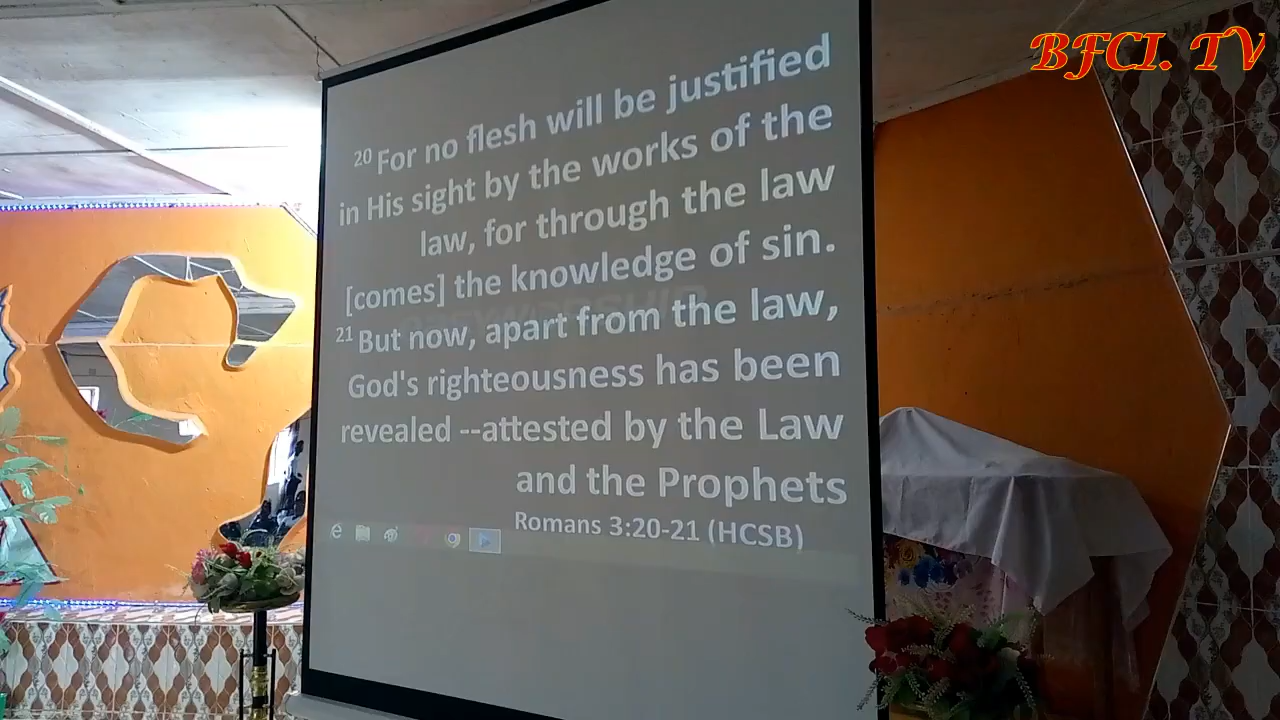 BFCI. TV
20 For no flesh will be justified
in His sight by the works of the
law, for through the law
[comes] the knowledge of sin.
21 But now, apart from the law,
God's righteousness has been
revealed --attested by the Law
and the Prophets
Romans 3:20-21 (HCSB)